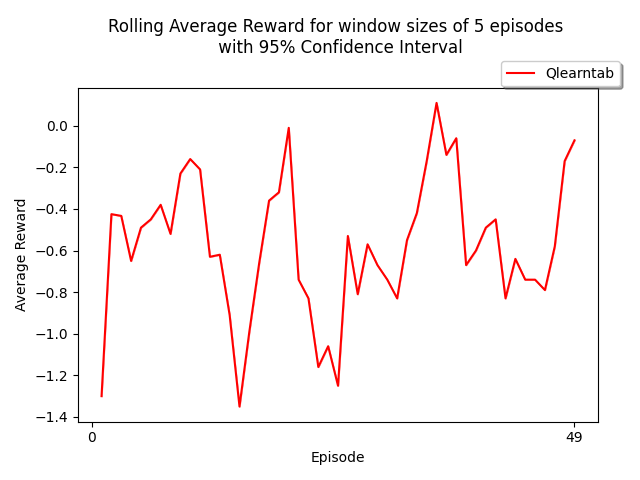 Rolling Average Reward for window sizes of 5 episodes
with 95% Confidence Interval
Qlearntab
0.0
−0.2
−0.4
−0.6
−0.8
−1.0
−1.2
−1.4
Average Reward
0
49
Episode